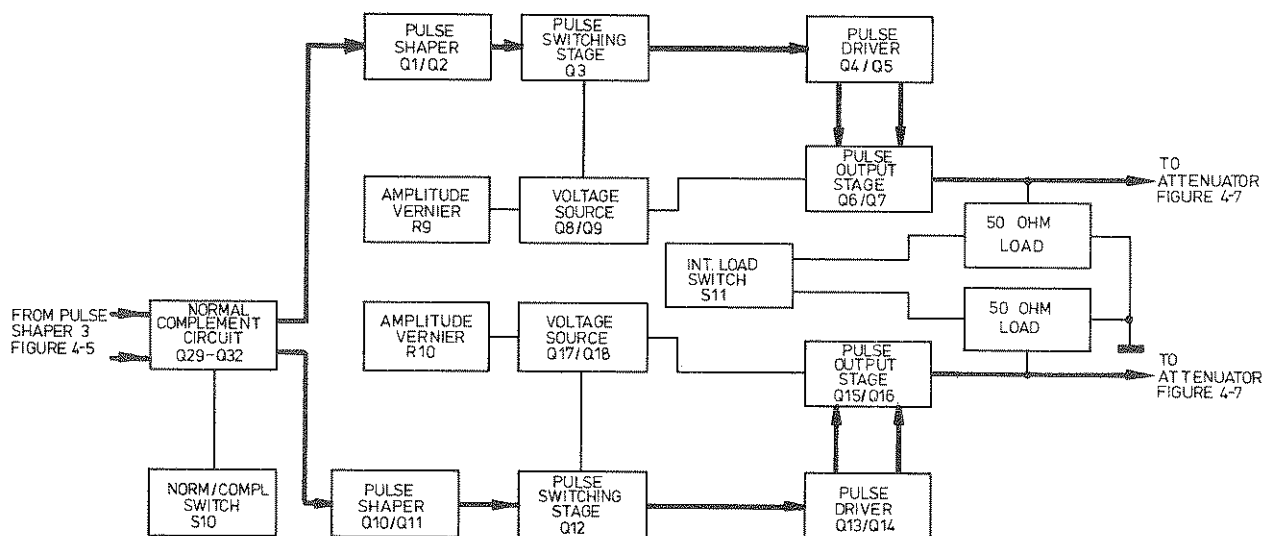 PULSE
SHAPER
Q1/Q2
PULSE
SWITCHING
STAGE
Q3
PULSE
DRIVER
Q4/Q5
AMPLITUDE
VERNIER
R9
VOLTAGE
SOURCE
Q8/Q9
PULSE
OUTPUT
STAGE
Q6/Q7
TO
ATTENUATOR
FIGURE 4-7
50 OHM
LOAD
INT. LOAD
SWITCH
S11
FROM PULSE
SHAPER 3
FIGURE 4-5
NORMAL
COMPLEMENT
CIRCUIT
Q29-Q32
AMPLITUDE
VERNIER
R10
VOLTAGE
SOURCE
Q17/Q18
50 OHM
LOAD
PULSE
OUTPUT
STAGE
Q15/Q16
TO
ATTENUATOR
FIGURE 4-7
NORM/COMPL
SWITCH
S10
PULSE
SHAPER
Q10/Q11
PULSE
SWITCHING
STAGE
Q12
PULSE
DRIVER
Q13/Q14